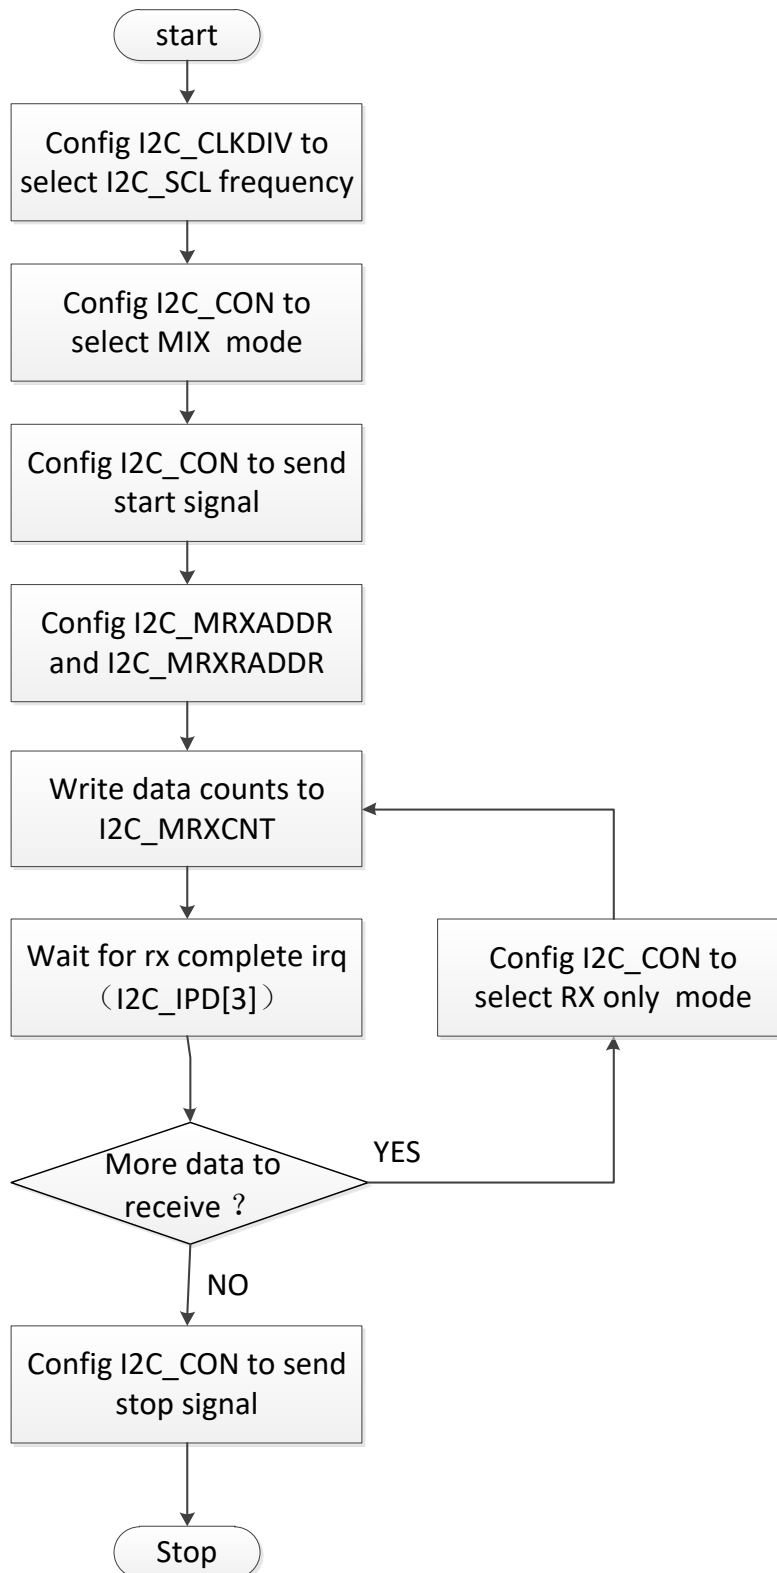 start
Config I2C_CLKDIV to
select I2C_SCL frequency
Config I2C_CON to
select MIX  mode
Config I2C_CON to send
start signal
Config I2C_MRXADDR
and I2C_MRXRADDR
Write data counts to
I2C_MRXCNT
Wait for rx complete irq
（I2C_IPD[3]）
Config I2C_CON to
select RX only  mode
More data to
receive？
YES
NO
Config I2C_CON to send
stop signal
Stop